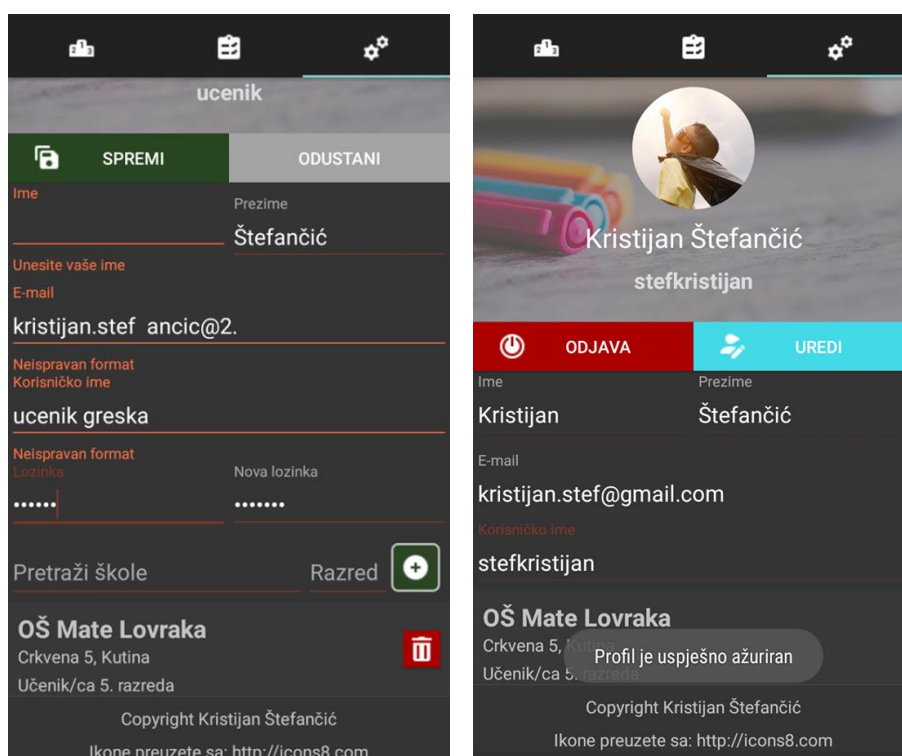 ucenik
SPREMI
ODUSTANI
Ime
Prezime
Štefančić
Unesite vaše ime
E-mail
kristijan.stef ancic@2.
Neispravan format
Korisničko ime
ucenik greska
Neispravan format
Lozinka
Nova lozinka
Pretraži škole
Razred
OŠ Mate Lovraka
Crkvena 5, Kutina
Učenik/ca 5. razreda
Copyright Kristijan Štefančić
Ikone preuzete sa: http://icons8.com
Kristijan Štefančić
stefkristijan
ODJAVA
UREDI
Ime
Prezime
Kristijan
Štefančić
E-mail
kristijan.stef@gmail.com
Korisničko ime
stefkristijan
OŠ Mate Lovraka
Crkvena 5, Kutina
Profil je uspješno ažuriran
Učenik/ca 5. razreda
Copyright Kristijan Štefančić
Ikone preuzete sa: http://icons8.com